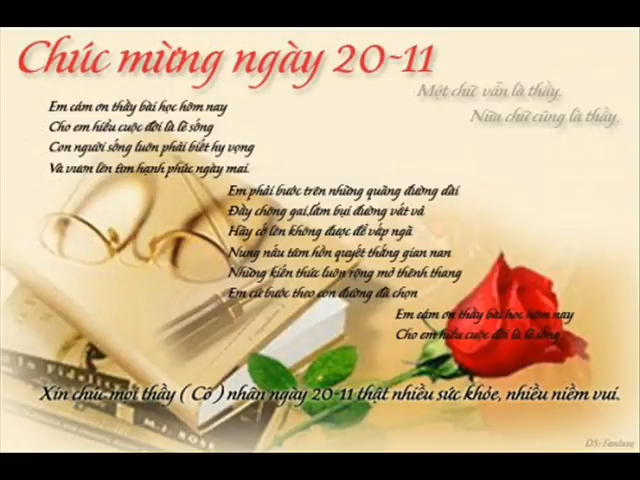 Chúc mừng ngày 20-11
Một chữ vẫn là thầy.
Nửa chữ cũng là thầy.
Em cám ơn thầy bài học hôm nay
Cho em hiểu cuộc đời là lẽ sống
Con người sống luôn phải biết hy vọng
Và vươn lên tìm hạnh phúc ngày mai.
Em phải bước trên những quãng đường dài
Đầy chông gai,lấm bụi đường vất vả
Hãy cố lên không được để vấp ngã
Nung nấu tâm hồn quyết thắng gian nan
Những kiến thức luôn rộng mở thênh thang
Em cứ bước theo con đường đã chọn
Em cám ơn thầy bài học hôm nay
Cho em hiểu cuộc đời là lẽ sống
Xin chúc mọi thầy ( Cô ) nhân ngày 20-11 thật nhiều sức khỏe, nhiều niềm vui.
M.J. ROSE